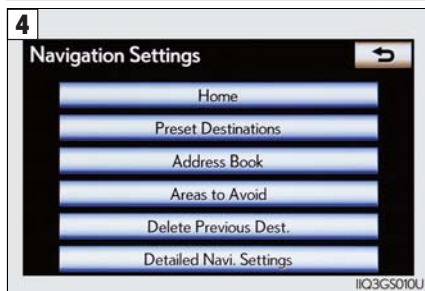 4
Navigation Settings
Home
Preset Destinations
Address Book
Areas to Avoid
Delete Previous Dest.
Detailed Navi. Settings
IIQ3GS010U